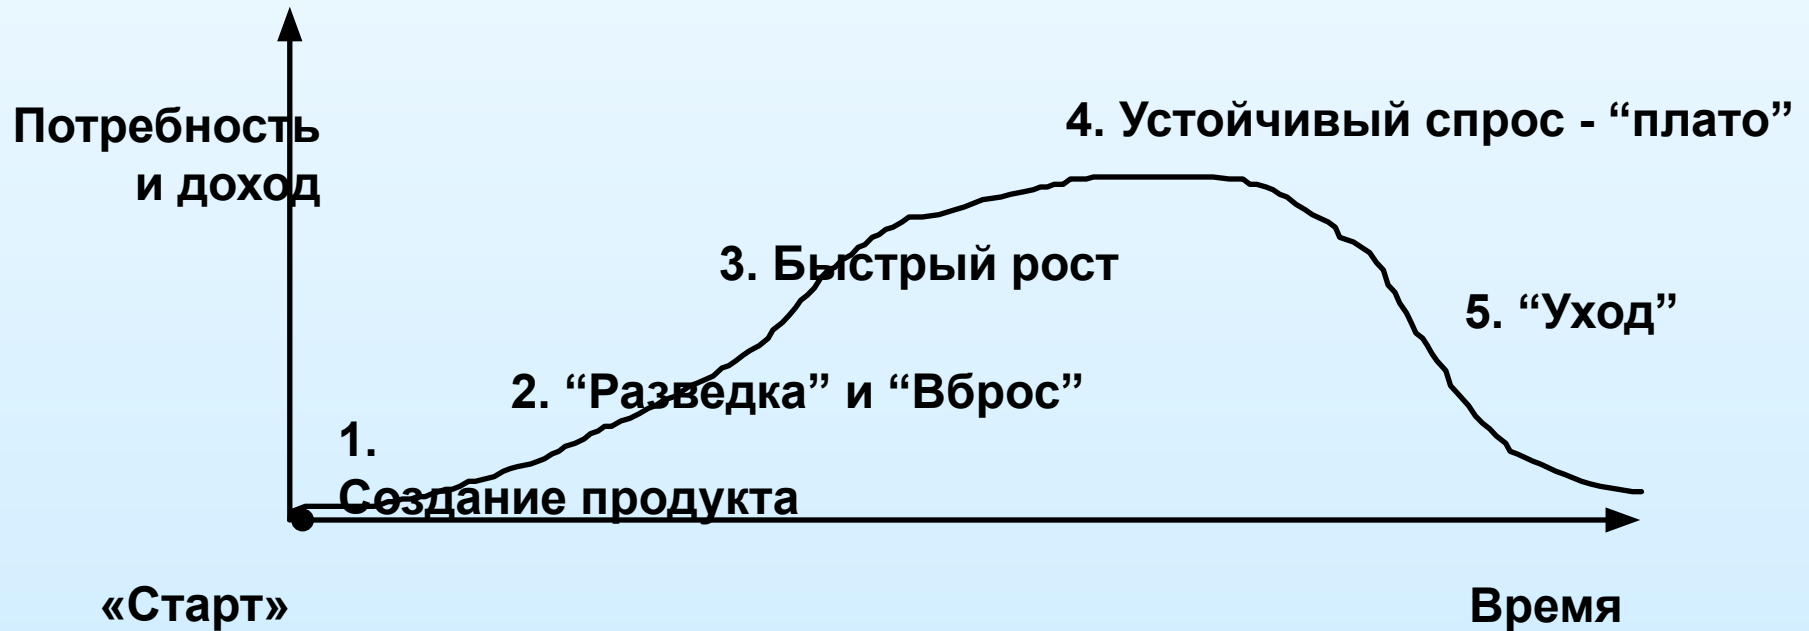 Потребность
и доход
4. Устойчивый спрос - “плато”
3. Быстрый рост
5. “Уход”
2. “Разведка” и “Вброс”
1.
Создание продукта
«Старт»
Время